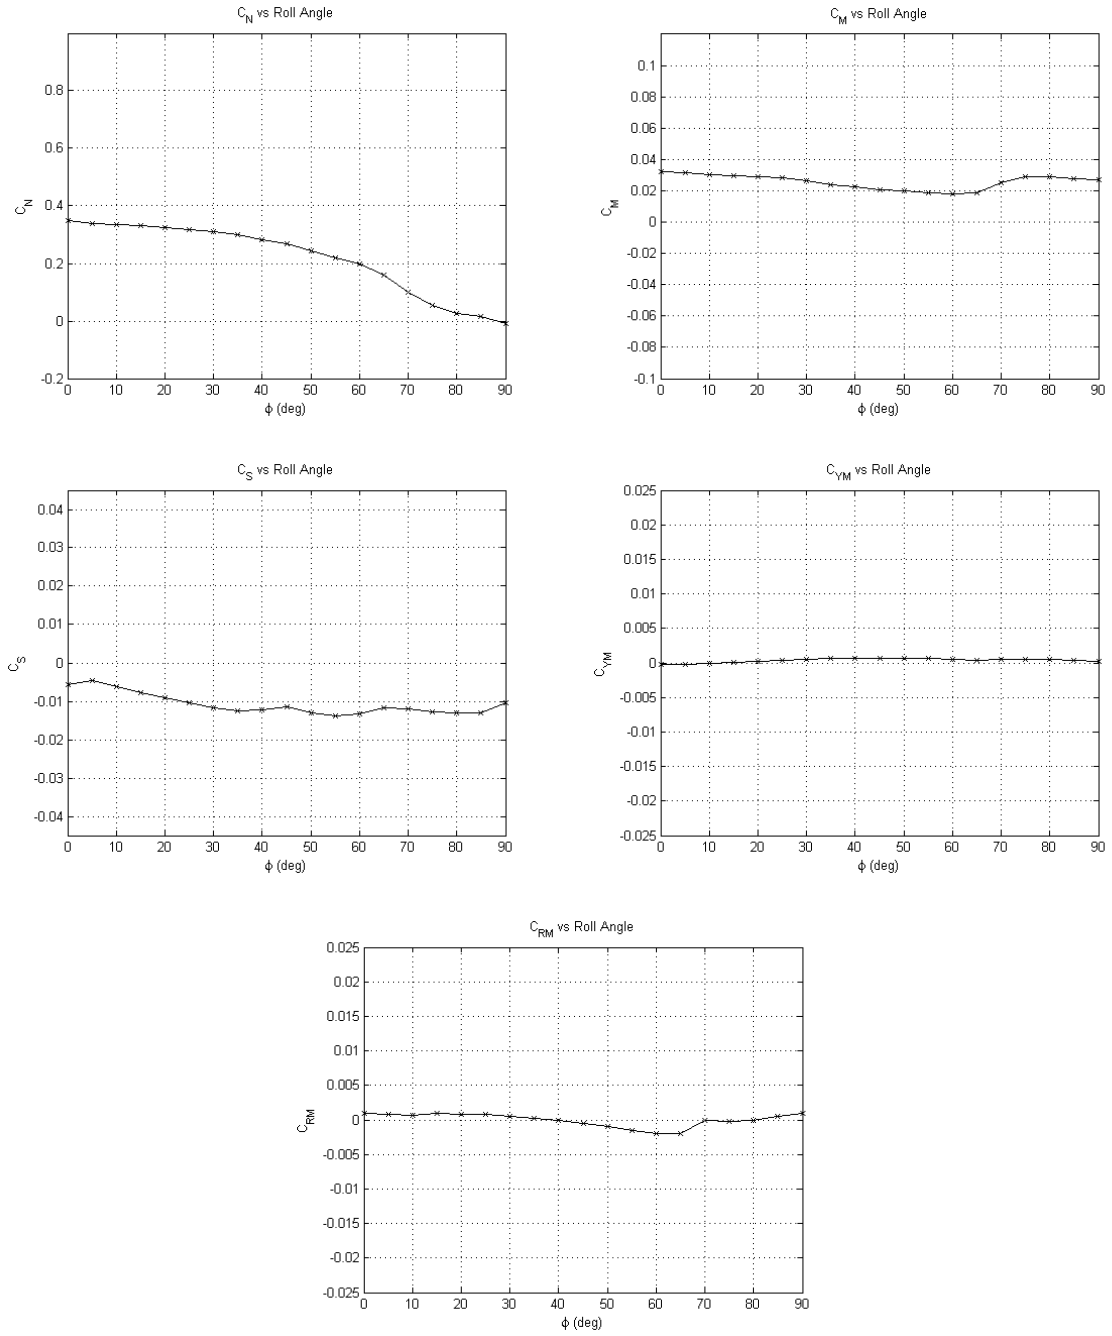 C_N vs Roll Angle
0.8
0.6
0.4
0.2
0
-0.2
C_N
0 10 20 30 40 50 60 70 80 90
ϕ (deg)
C_M vs Roll Angle
0.1
0.08
0.06
0.04
0.02
0
-0.02
-0.04
-0.06
-0.08
-0.1
C_M
0 10 20 30 40 50 60 70 80 90
ϕ (deg)
C_S vs Roll Angle
0.04
0.03
0.02
0.01
0
-0.01
-0.02
-0.03
-0.04
C_S
0 10 20 30 40 50 60 70 80 90
ϕ (deg)
C_YM vs Roll Angle
0.025
0.02
0.015
0.01
0.005
0
-0.005
-0.01
-0.015
-0.02
-0.025
C_YM
0 10 20 30 40 50 60 70 80 90
ϕ (deg)
C_RM vs Roll Angle
0.025
0.02
0.015
0.01
0.005
0
-0.005
-0.01
-0.015
-0.02
-0.025
C_RM
0 10 20 30 40 50 60 70 80 90
ϕ (deg)